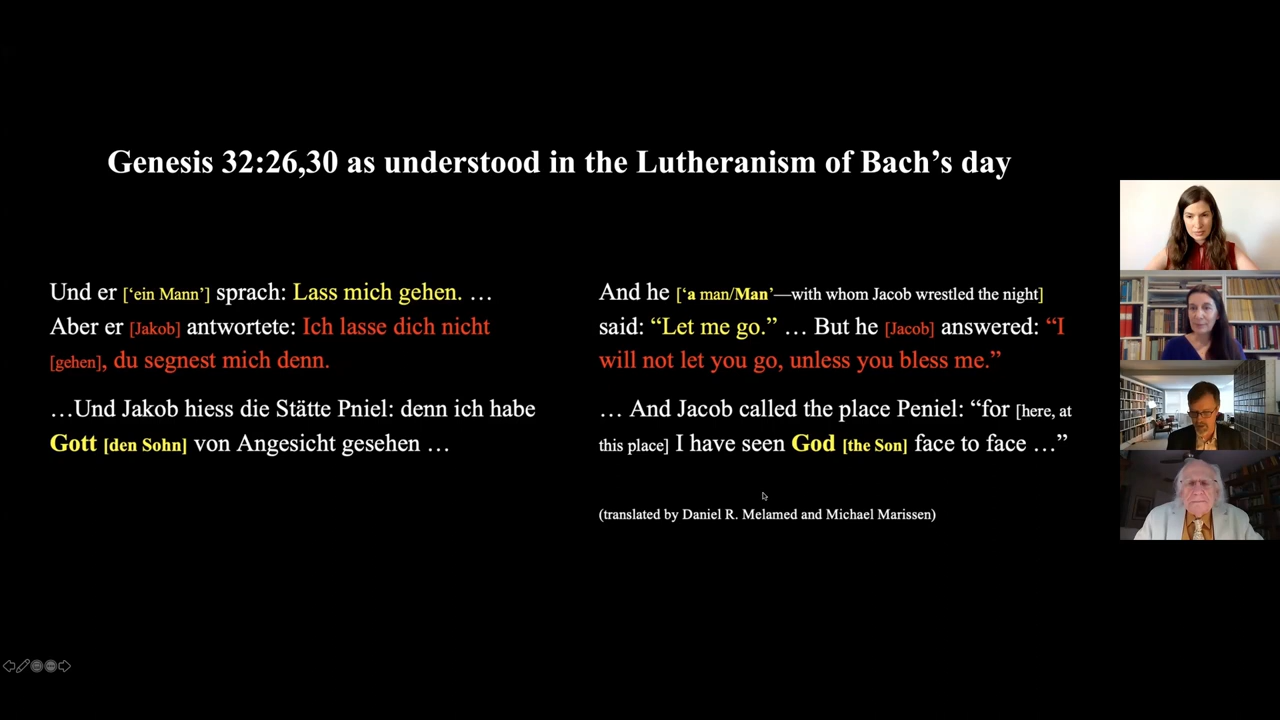 Genesis 32:26,30 as understood in the Lutheranism of Bach’s day
Und er [‘ein Mann’] sprach: Lass mich gehen. …
Aber er [Jakob] antwortete: Ich lasse dich nicht
[gehen], du segnest mich denn.
…Und Jakob hiess die Stätte Pniel: denn ich habe
Gott [den Sohn] von Angesicht gesehen …
And he [‘a man/Man’—with whom Jacob wrestled the night]
said: “Let me go.” … But he [Jacob] answered: “I
will not let you go, unless you bless me.”
… And Jacob called the place Peniel: “for [here, at
this place] I have seen God [the Son] face to face …”
(translated by Daniel R. Melamed and Michael Marissen)